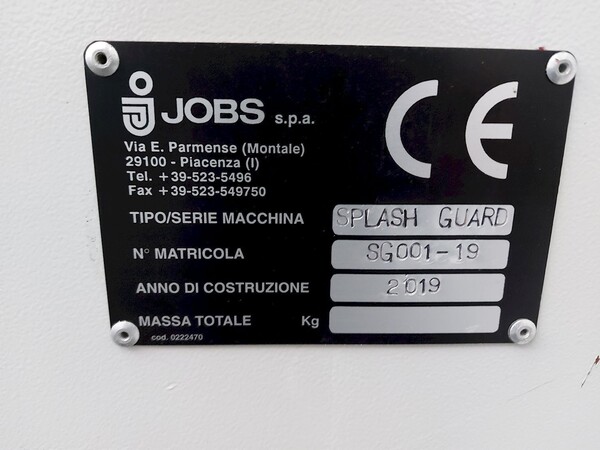 JOBS s.p.a.
CE
Via E. Parmense (Montale)
29100 - Piacenza (I)
Tel. +39-523-5496
Fax +39-523-549750
TIPO/SERIE MACCHINA SPLASH GUARD
N° MATRICOLA SG001-19
ANNO DI COSTRUZIONE 2019
MASSA TOTALE Kg
cod. 0222470